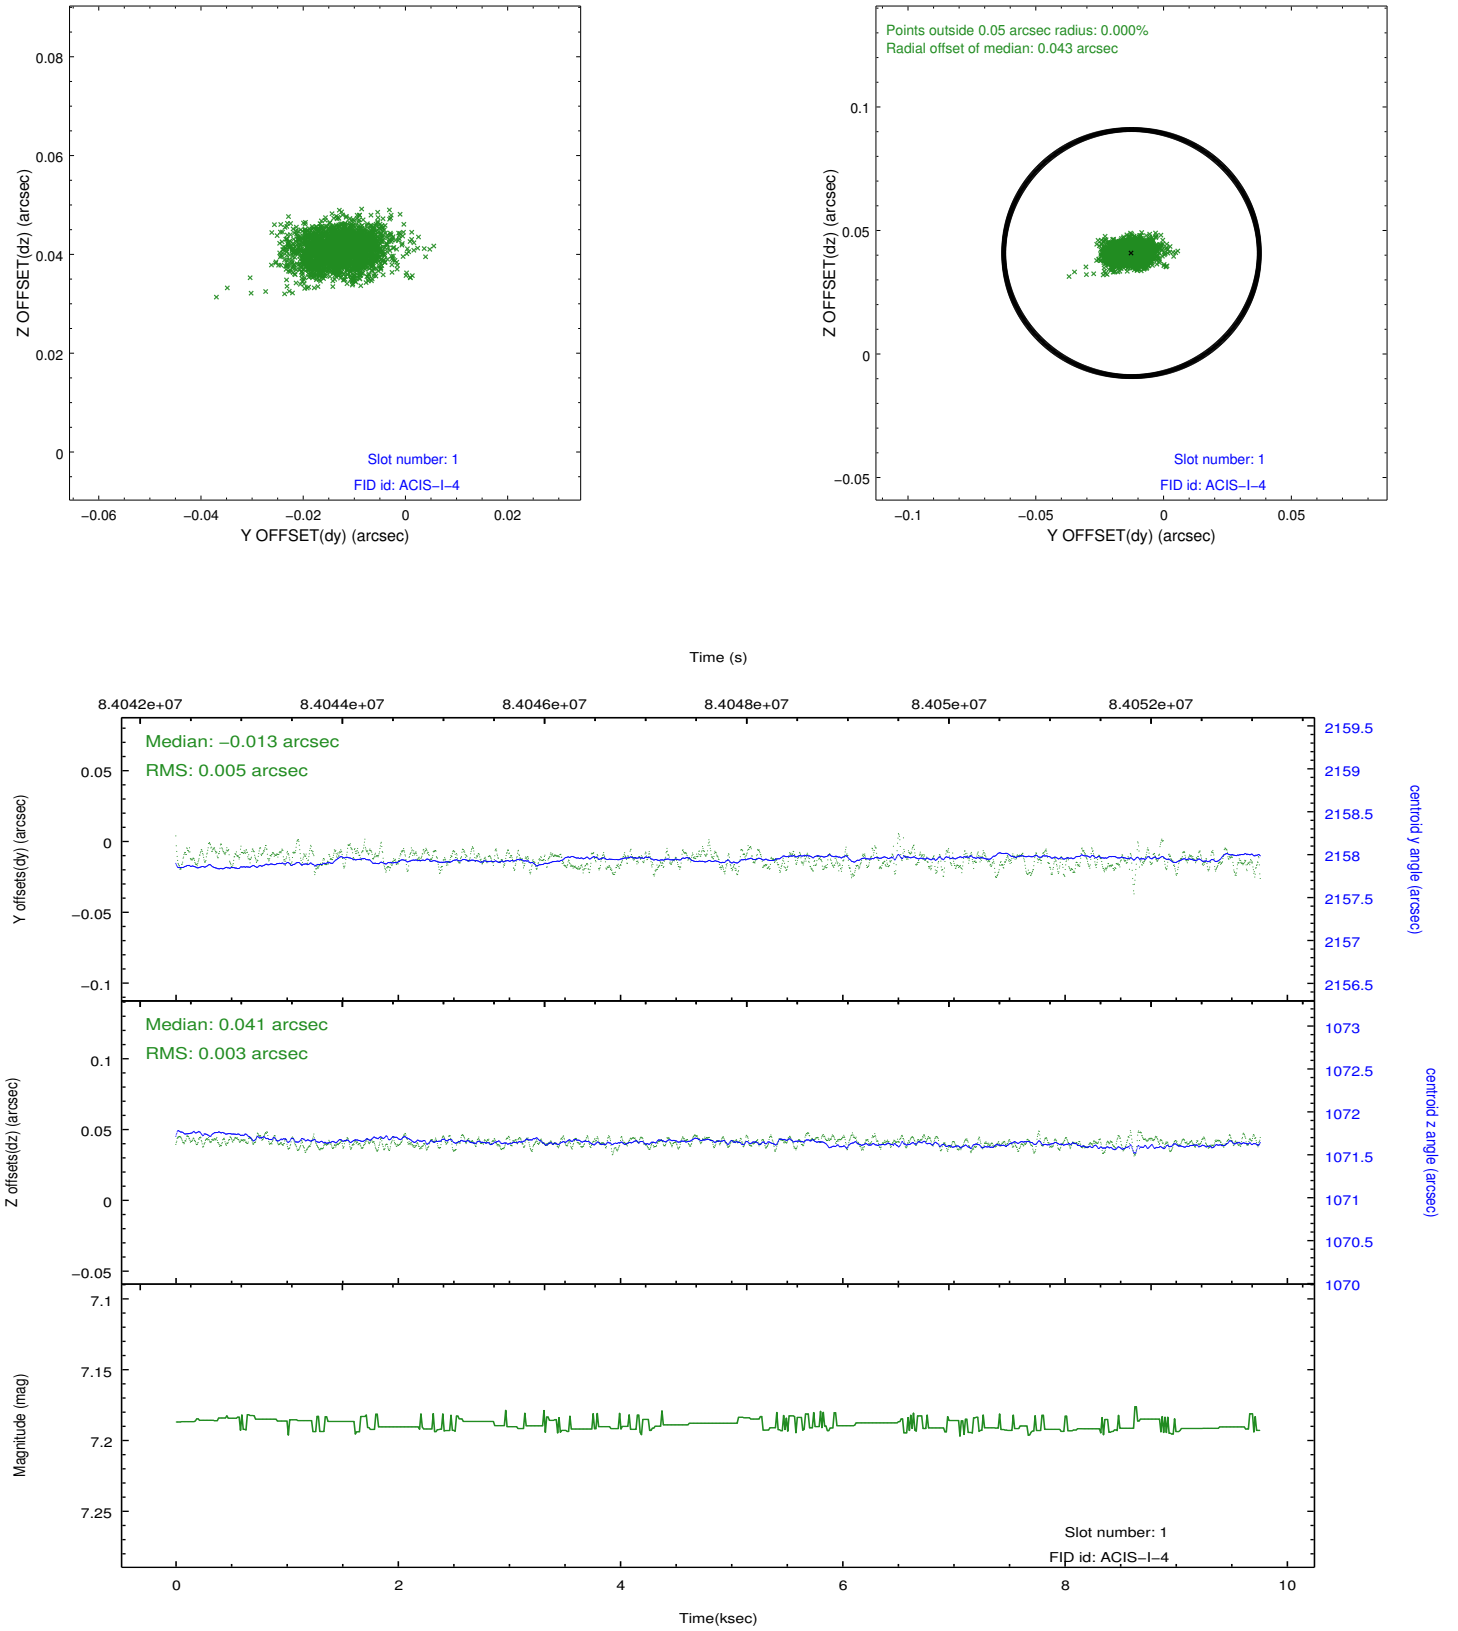 0.08
0.06
0.04
0.02
0
−0.06
−0.04
−0.02
0
0.02
Z OFFSET(dz) (arcsec)
Y OFFSET(dy) (arcsec)
Slot number: 1
FID id: ACIS−I−4
Points outside 0.05 arcsec radius: 0.000%
Radial offset of median: 0.043 arcsec
0.1
0.05
0
−0.05
−0.1
−0.05
0
0.05
Z OFFSET(dz) (arcsec)
Y OFFSET(dy) (arcsec)
Slot number: 1
FID id: ACIS−I−4
Time (s)
8.4042e+07
8.4044e+07
8.4046e+07
8.4048e+07
8.405e+07
8.4052e+07
Median: −0.013 arcsec
RMS: 0.005 arcsec
0.05
0
−0.05
−0.1
Y offsets(dy) (arcsec)
2159.5
2159
2158.5
2158
2157.5
2157
2156.5
centroid y angle (arcsec)
Median: 0.041 arcsec
RMS: 0.003 arcsec
0.1
0.05
0
−0.05
Z offsets(dz) (arcsec)
1073
1072.5
1072
1071.5
1071
1070.5
1070
centroid z angle (arcsec)
7.1
7.15
7.2
7.25
Magnitude (mag)
Slot number: 1
FID id: ACIS−I−4
0
2
4
6
8
10
Time(ksec)